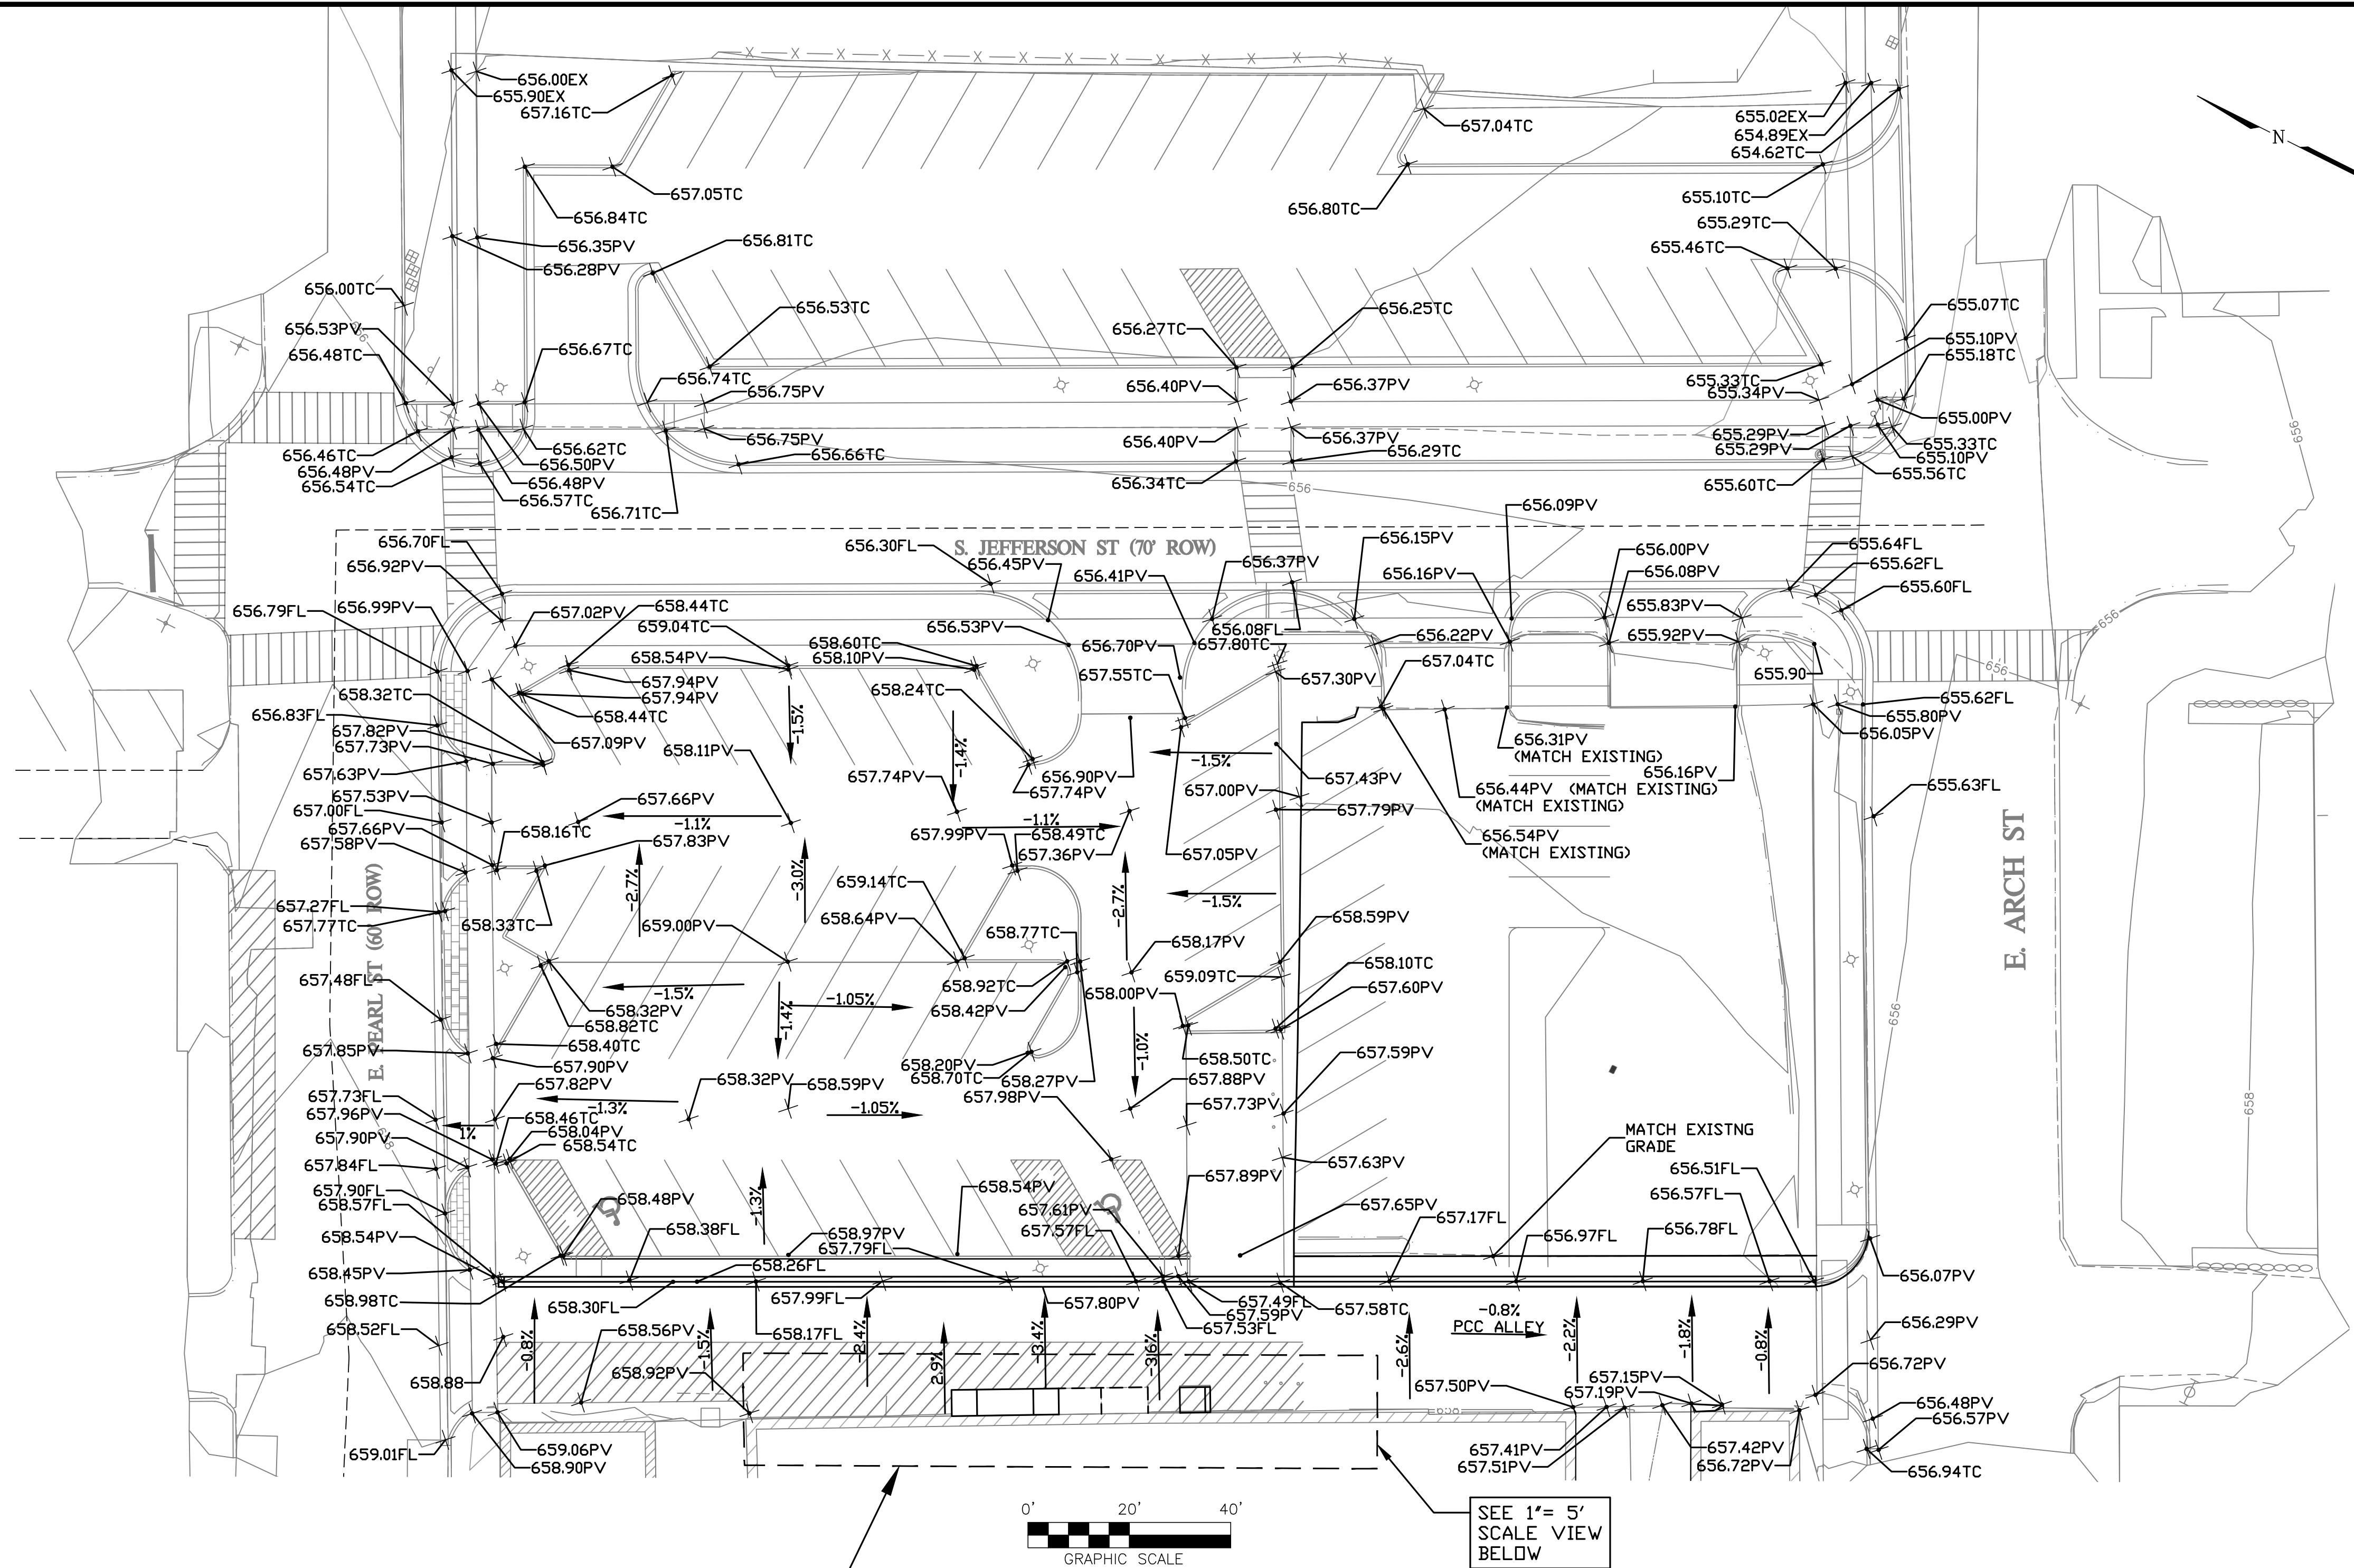 656.00EX
655.90EX
657.16TC
657.04TC
655.02EX
654.89EX
654.62TC
N
657.05TC
656.84TC
656.80TC
655.10TC
655.29TC
655.46TC
656.35PV
656.28PV
656.81TC
656.00TC
656.53PV
656.48TC
656.53TC
656.27TC
656.25TC
655.07TC
655.10PV
655.18TC
656.67TC
656.74TC
656.75PV
656.40PV
656.37PV
655.33TC
655.34PV
655.00PV
656.75PV
656.40PV
656.37PV
655.29PV
655.29PV
655.33TC
655.10PV
656.46TC
656.48PV
656.54TC
656.62TC
656.50PV
656.48PV
656.57TC
656.71TC
656.66TC
656.34TC
656.29TC
655.60TC
655.56TC
656
656
656
656.09PV
S. JEFFERSON ST (70' ROW)
656.70FL
656.92PV
656.30FL
656.45PV
656.41PV
656.37PV
656.15PV
656.16PV
656.00PV
656.08PV
655.64FL
655.62FL
655.60FL
656.79FL
656.99PV
657.02PV
658.44TC
659.04TC
658.60TC
656.53PV
656.08FL
657.80TC
656.70PV
656.22PV
655.83PV
655.92PV
658.54PV
658.10PV
657.94PV
657.94PV
658.44TC
658.24TC
657.55TC
657.30PV
657.04TC
655.90
656
656
658.32TC
656.83FL
657.82PV
657.73PV
657.63PV
657.09PV
658.11PV
-1.5%
-1.4%
657.74PV
656.90PV
657.74PV
-1.5%
657.43PV
657.00PV
657.79PV
656.31PV
(MATCH EXISTING)
656.44PV
(MATCH EXISTING)
656.16PV
(MATCH EXISTING)
656.54PV
(MATCH EXISTING)
655.62FL
655.80PV
656.05PV
655.63FL
657.53PV
657.00FL
657.66PV
657.58PV
657.66PV
-1.1%
658.16TC
657.83PV
-1.1%
657.99PV
658.49TC
657.36PV
657.05PV
E. PEARL ST (60' ROW)
E. ARCH ST
-2.7%
-3.0%
-2.7%
-1.5%
657.27FL
657.77TC
658.33TC
659.14TC
658.64PV
659.00PV
658.77TC
658.17PV
659.09TC
658.59PV
658.10TC
657.60PV
657.48FL
-1.5%
658.32PV
658.82TC
658.40TC
-1.05%
-1.4%
658.92TC
658.42PV
658.00PV
-1.0%
656
657.85PV
657.90PV
657.82PV
658.32PV
658.59PV
658.20PV
658.70TC
658.27PV
657.98PV
658.50TC
657.88PV
657.59PV
657.73PV
657.73FL
657.96PV
657.90PV
657.84FL
1%
-1.3%
658.46TC
658.04PV
658.54TC
-1.05%
658
MATCH EXISTNG
GRADE
657.63PV
656.51FL
656.57FL
657.90FL
658.57FL
658.54PV
658.45PV
658.98TC
658.48PV
-1.3%
658.54PV
657.61PV
657.57FL
657.89PV
657.65PV
658.38FL
658.97PV
657.79FL
658.26FL
657.17FL
656.97FL
656.78FL
656.07PV
658.30FL
658.17FL
657.99FL
657.80PV
657.49FL
657.59PV
657.53FL
657.58TC
-0.8%
PCC ALLEY
656.29PV
658.52FL
658.88
658.56PV
658.92PV
-0.8%
-1.5%
-2.4%
2.9%
-3.4%
-3.6%
-2.6%
-2.2%
-1.8%
-0.8%
657.50PV
657.15PV
657.19PV
656.72PV
656.48PV
656.57PV
656.94TC
658
658
659.01FL
659.06PV
658.90PV
657.41PV
657.51PV
657.42PV
656.72PV
0' 20' 40'
GRAPHIC SCALE
SEE 1"= 5'
SCALE VIEW
BELOW